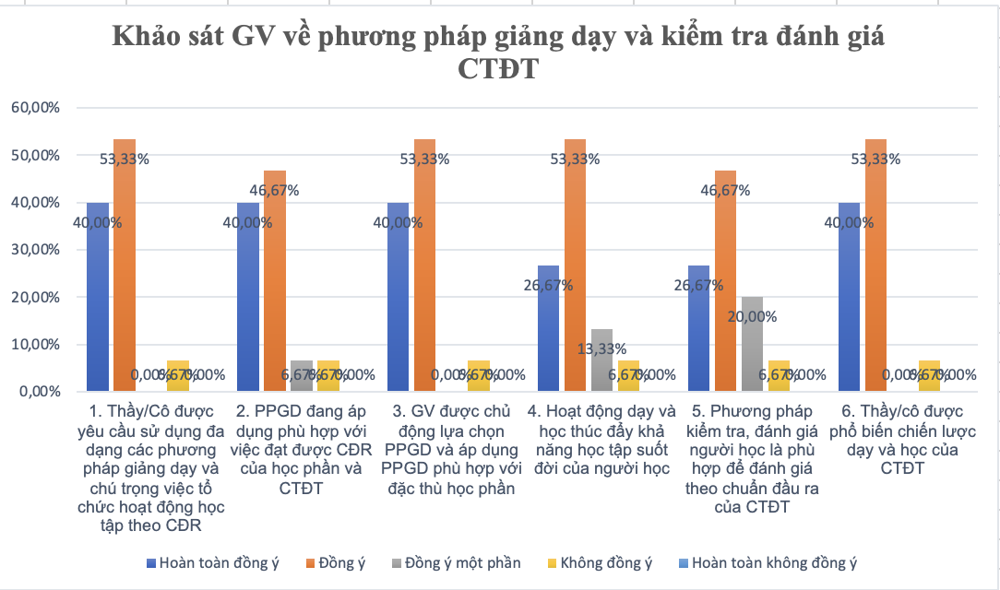 Khảo sát GV về phương pháp giảng dạy và kiểm tra đánh giá
CTĐT
60,00%
50,00%
40,00%
30,00%
20,00%
10,00%
0,00%
40,00%
53,33%
0,00%
6,67%
0,00%
40,00%
46,67%
6,67%
6,67%
0,00%
40,00%
53,33%
0,00%
6,67%
0,00%
26,67%
53,33%
13,33%
6,67%
0,00%
26,67%
46,67%
20,00%
6,67%
0,00%
40,00%
53,33%
0,00%
6,67%
0,00%
1. Thầy/Cô được
yêu cầu sử dụng đa
dạng các phương
pháp giảng dạy và
chú trọng việc tổ
chức hoạt động học
tập theo CĐR
2. PPGD đang áp
dụng phù hợp với
việc đạt được CĐR
của học phần và
CTĐT
3. GV được chủ
động lựa chọn
PPGD và áp dụng
PPGD phù hợp với
đặc thù học phần
4. Hoạt động dạy và
học thúc đẩy khả
năng học tập suốt
đời của người học
5. Phương pháp
kiểm tra, đánh giá
người học là phù
hợp để đánh giá
theo chuẩn đầu ra
của CTĐT
6. Thầy/cô được
phổ biến chiến lược
dạy và học của
CTĐT
Hoàn toàn đồng ý
Đồng ý
Đồng ý một phần
Không đồng ý
Hoàn toàn không đồng ý